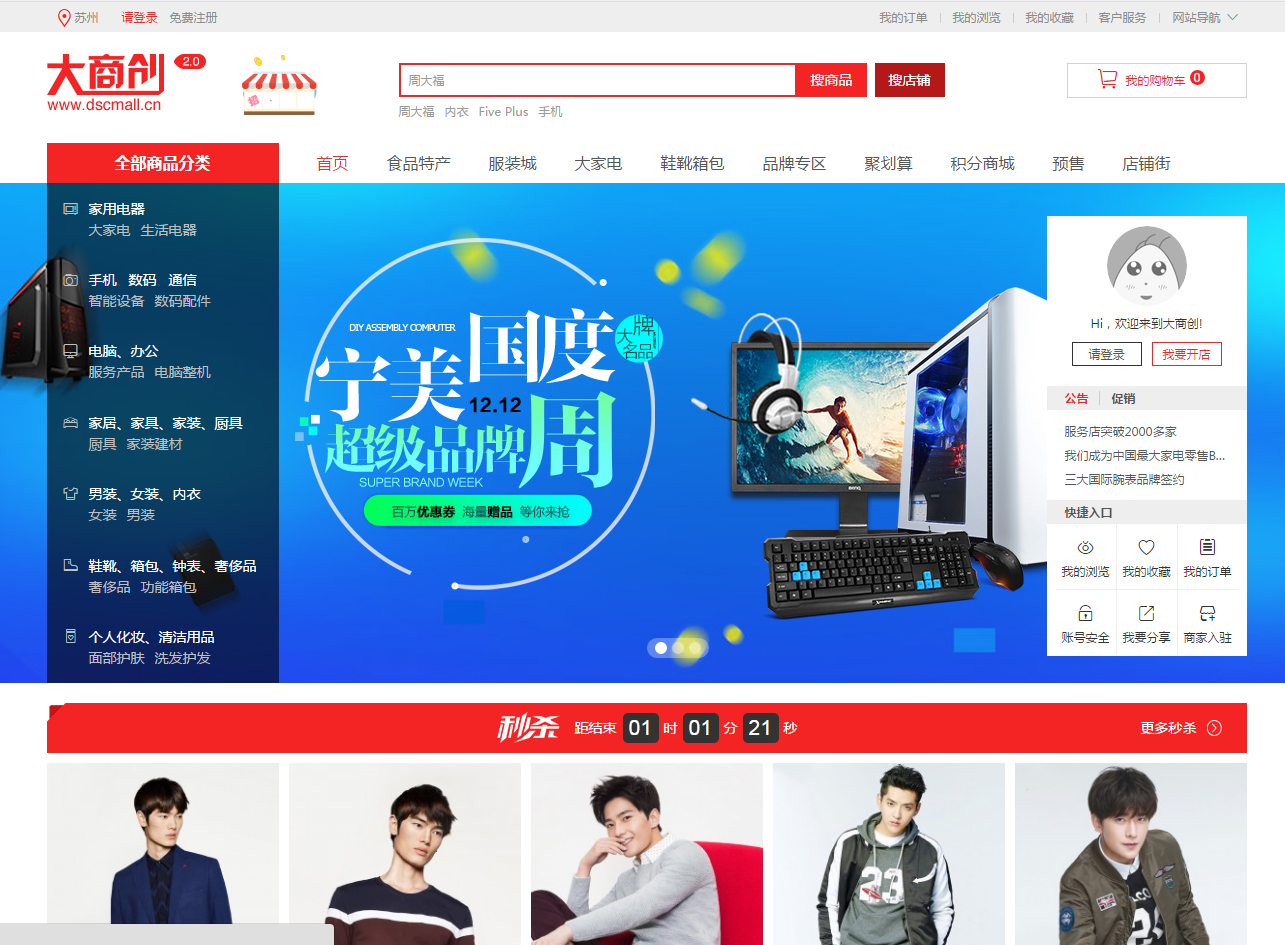 苏州 请登录 免费注册 我的订单 我的浏览 我的收藏 客户服务 网站导航
大商创 2.0
www.dscmall.cn
周大福 搜商品 搜店铺 我的购物车 0
周大福 内衣 Five Plus 手机
全部商品分类 首页 食品特产 服装城 大家电 鞋靴箱包 品牌专区 聚划算 积分商城 预售 店铺街
家用电器
大家电 生活电器
手机、数码、通信
智能设备 数码配件
电脑、办公
服务产品 电脑整机
家居、家具、家装、厨具
厨具 家装建材
男装、女装、内衣
女装 男装
鞋靴、箱包、钟表、奢侈品
奢侈品 功能箱包
个人化妆、清洁用品
面部护肤 洗发护发
DIY ASSEMBLY COMPUTER
宁美国度
大牌
名品
12.12
超级品牌周
SUPER BRAND WEEK
百万优惠券 海量赠品 等你来抢
BenQ
Hi，欢迎来到大商创!
请登录 我要开店
公告 促销
服务店突破2000多家
我们成为中国最大家电零售B...
三大国际腕表品牌签约
快捷入口
我的浏览 我的收藏 我的订单
账号安全 我要分享 商家入驻
秒杀 距结束 01 时 01 分 21 秒 更多秒杀
23